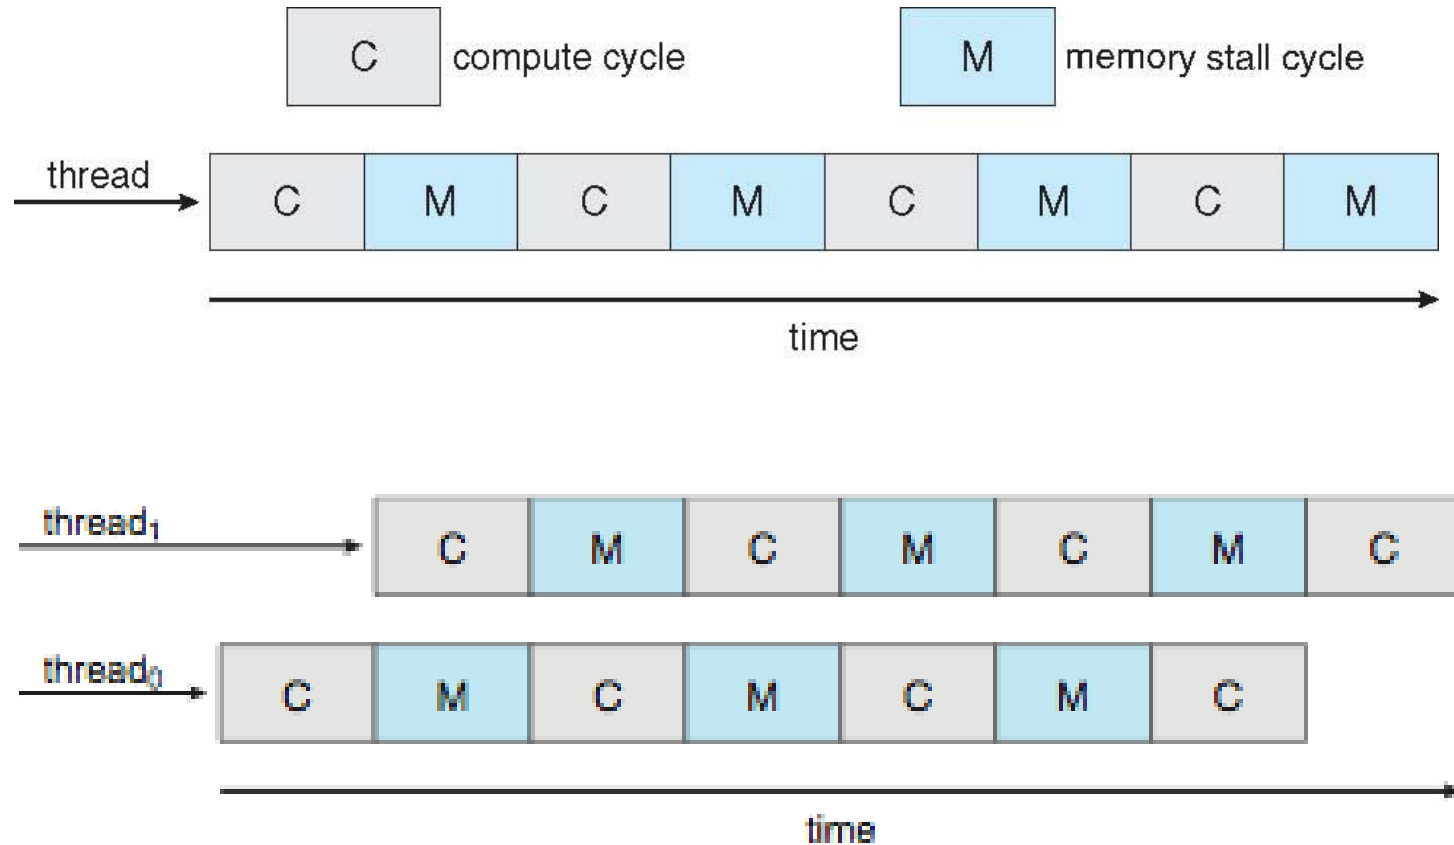 C compute cycle M memory stall cycle
thread C M C M C M C M
time
thread1 C M C M C M C
thread0 C M C M C M C
time